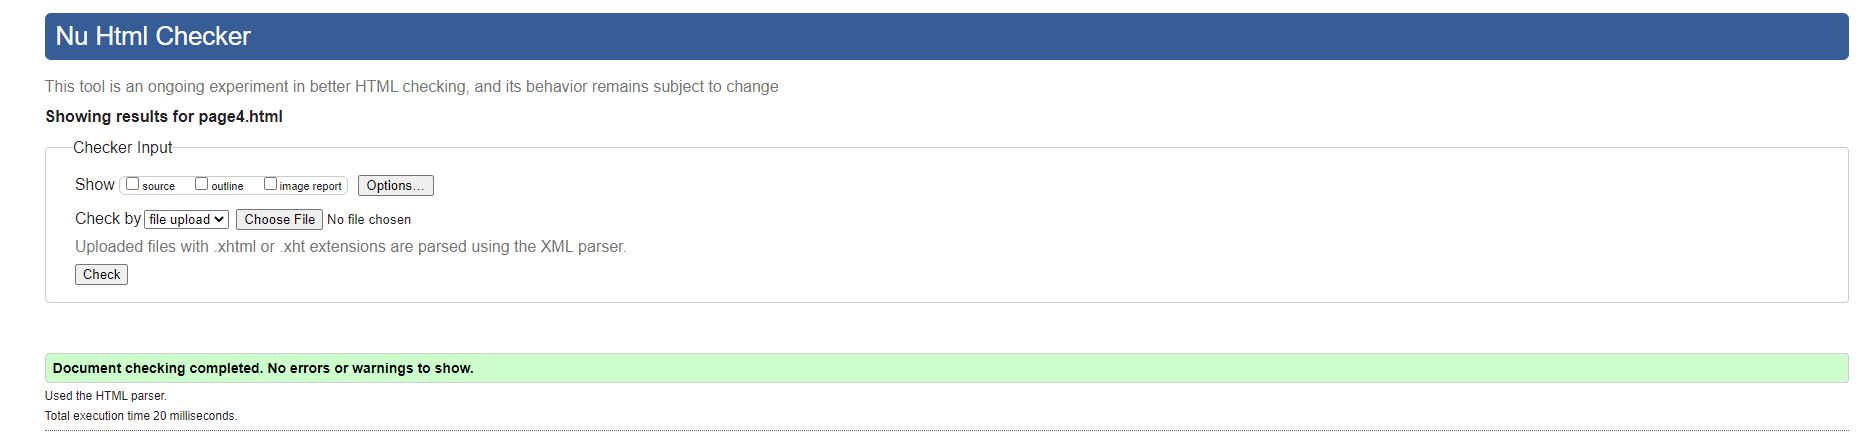 Nu Html Checker
This tool is an ongoing experiment in better HTML checking, and its behavior remains subject to change
Showing results for page4.html
Checker Input
Show source outline image report Options...
Check by file upload Choose File No file chosen
Uploaded files with .xhtml or .xht extensions are parsed using the XML parser.
Check
Document checking completed. No errors or warnings to show.
Used the HTML parser.
Total execution time 20 milliseconds.